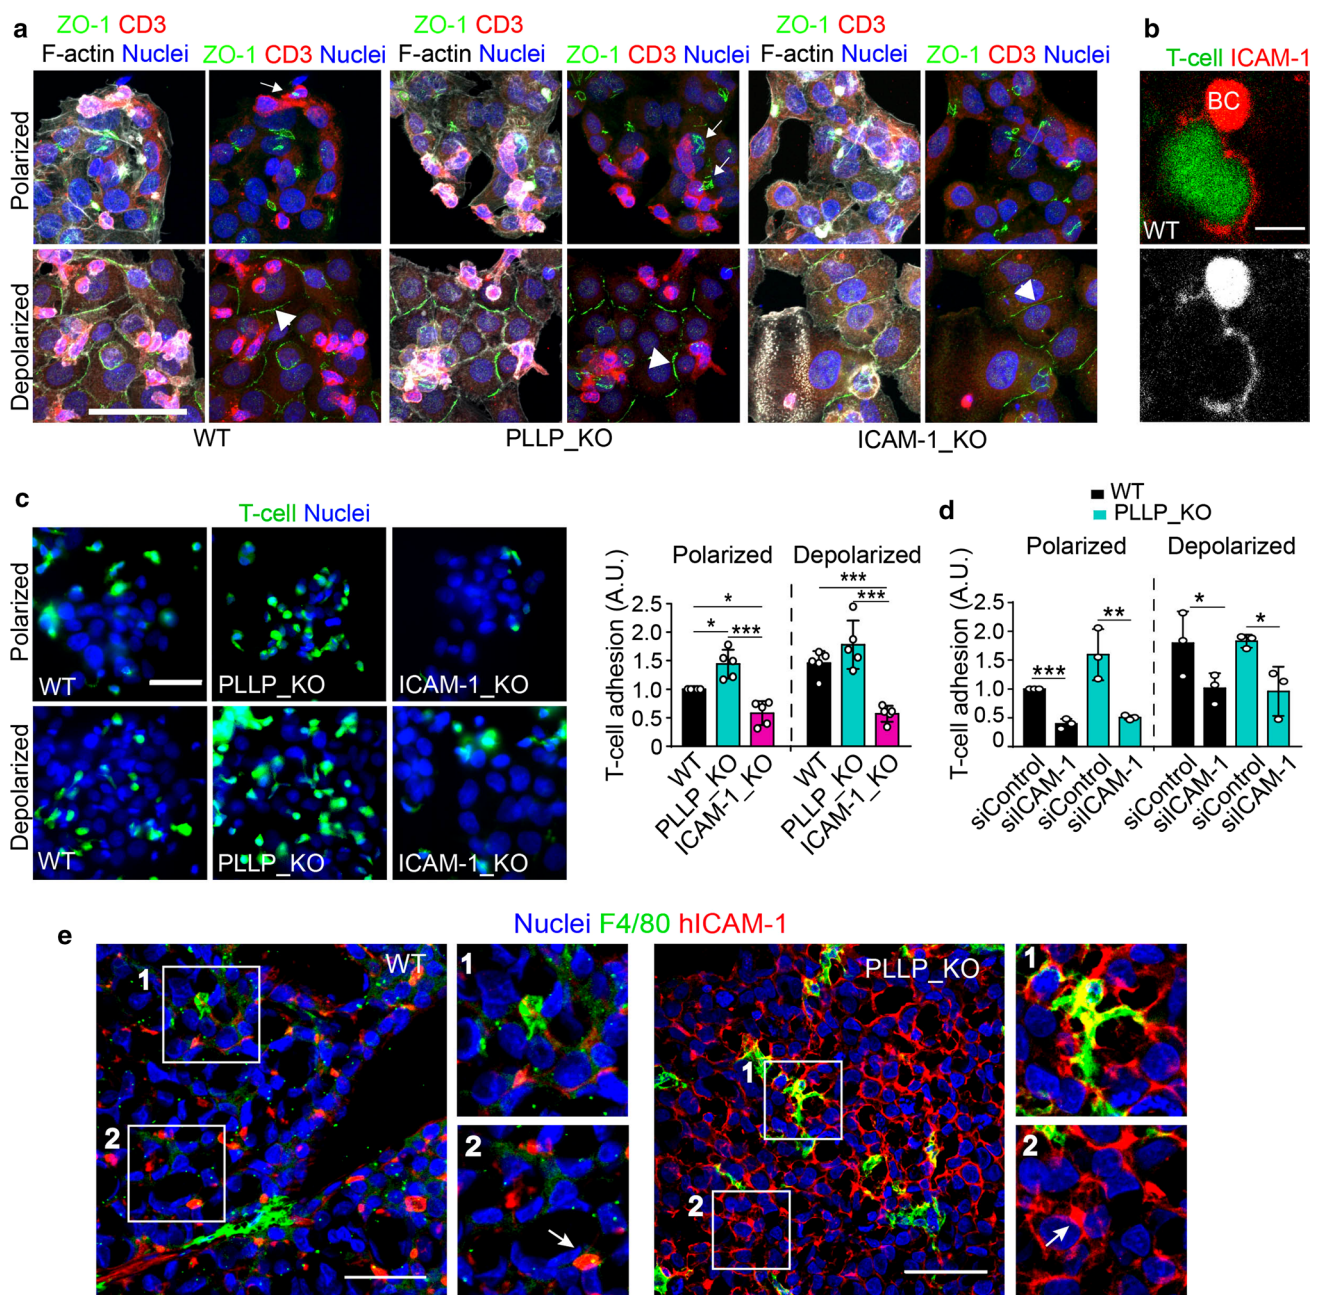 a
ZO-1 CD3
F-actin Nuclei
ZO-1 CD3 Nuclei
ZO-1 CD3
F-actin Nuclei
ZO-1 CD3 Nuclei
ZO-1 CD3
F-actin Nuclei
ZO-1 CD3 Nuclei
Polarized
Depolarized
WT
PLLP_KO
ICAM-1_KO
b
T-cell ICAM-1
BC
WT
c
T-cell Nuclei
Polarized
WT
PLLP_KO
ICAM-1_KO
Depolarized
WT
PLLP_KO
ICAM-1_KO
T-cell adhesion (A.U.)
Polarized
Depolarized
*
*
***
***
***
2.5
2.0
1.5
1.0
0.5
0
WT
PLLP_KO
ICAM-1_KO
WT
PLLP_KO
ICAM-1_KO
d
WT
PLLP_KO
Polarized
Depolarized
T-cell adhesion (A.U.)
***
**
*
*
2.5
2.0
1.5
1.0
0.5
0
siControl
siICAM-1
siControl
siICAM-1
siControl
siICAM-1
siControl
siICAM-1
e
Nuclei F4/80 hICAM-1
WT
1
2
1
2
PLLP_KO
1
2
1
2